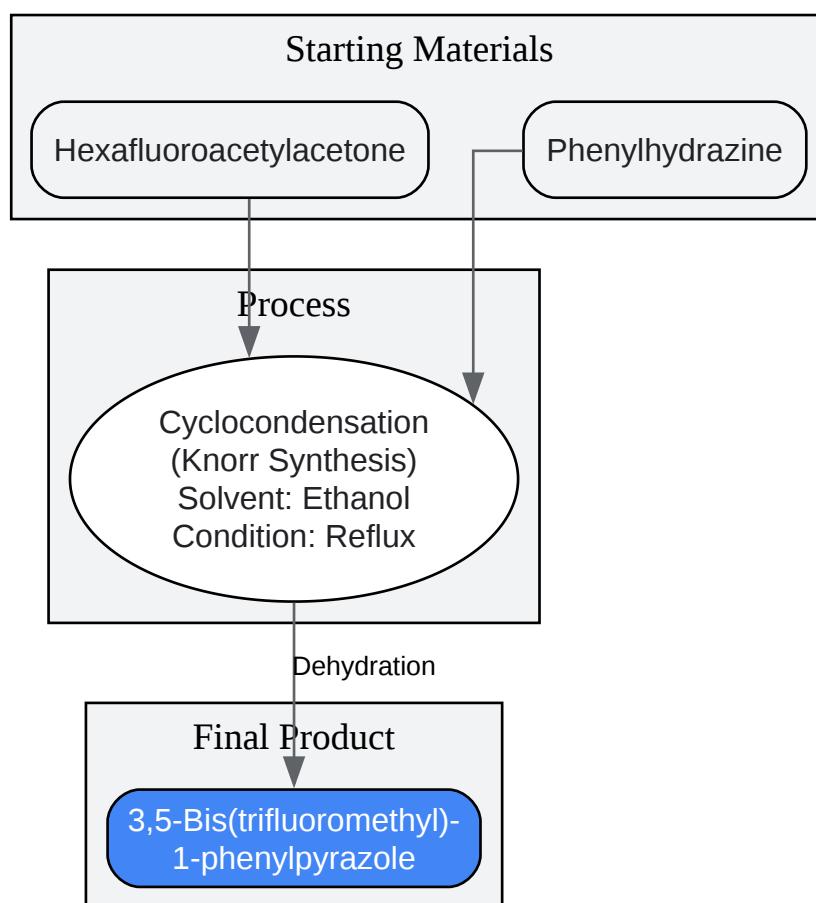 Starting Materials
Hexafluoroacetylacetone
Phenylhydrazine
Process
Cyclocondensation
(Knorr Synthesis)
Solvent: Ethanol
Condition: Reflux
Dehydration
Final Product
3,5-Bis(trifluoromethyl)-
1-phenylpyrazole